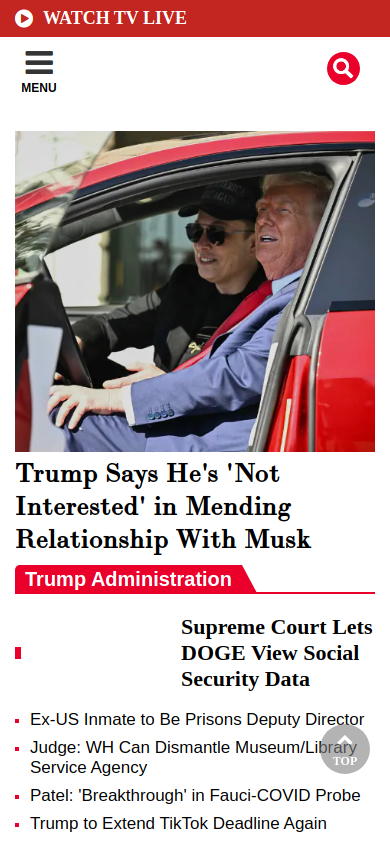 WATCH TV LIVE
MENU
Trump Says He's 'Not
Interested' in Mending
Relationship With Musk
Trump Administration
Supreme Court Lets
DOGE View Social
Security Data
Ex-US Inmate to Be Prisons Deputy Director
Judge: WH Can Dismantle Museum/Library
Service Agency
Patel: 'Breakthrough' in Fauci-COVID Probe
Trump to Extend TikTok Deadline Again
TOP